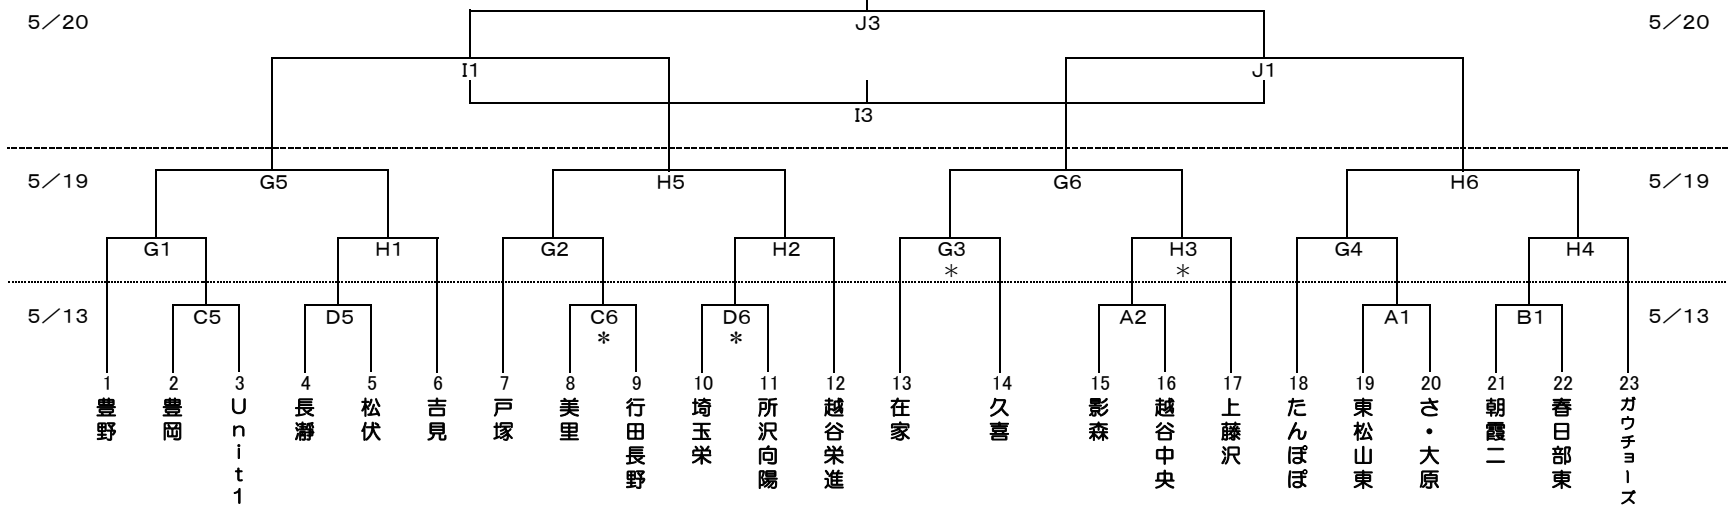 5／20 J3 5／20
I1 J1
I3
5／19 G5 H5 G6 H6 5／19
G1 H1 G2 H2 G3 H3 G4 H4
＊ ＊
5／13 C5 D5 C6 D6 A2 A1 B1 5／13
＊ ＊
1 2 3 4 5 6 7 8 9 10 11 12 13 14 15 16 17 18 19 20 21 22 23
豊野
豊岡
Unit1
長瀞
松伏
吉見
戸塚
美里
行田長野
埼玉栄
所沢向陽
越谷栄進
在家
久喜
影森
越谷中央
上藤沢
たんぽぽ
東松山東
さ・大原
朝霞二
春日部東
ガウチョーズ